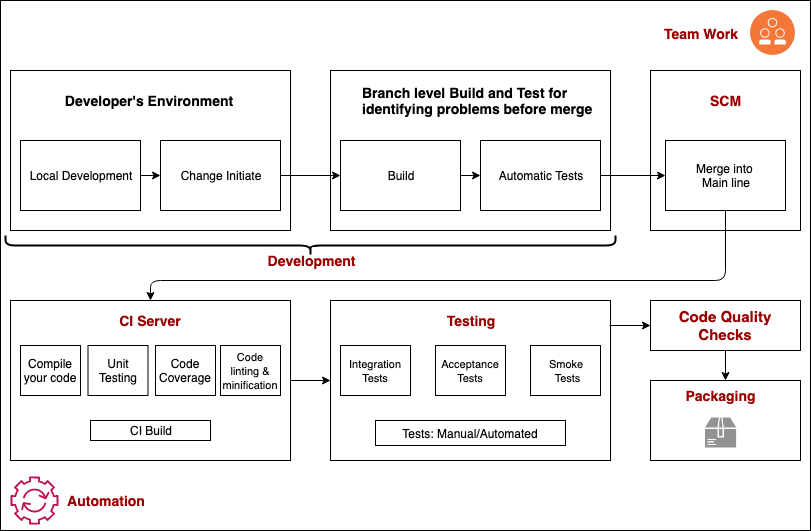 Team Work
Developer's Environment
Local Development
Change Initiate
Branch level Build and Test for
identifying problems before merge
Build
Automatic Tests
SCM
Merge into
Main line
Development
CI Server
Compile
your code
Unit
Testing
Code
Coverage
Code
linting &
minification
CI Build
Testing
Integration
Tests
Acceptance
Tests
Smoke
Tests
Tests: Manual/Automated
Code Quality
Checks
Packaging
Automation